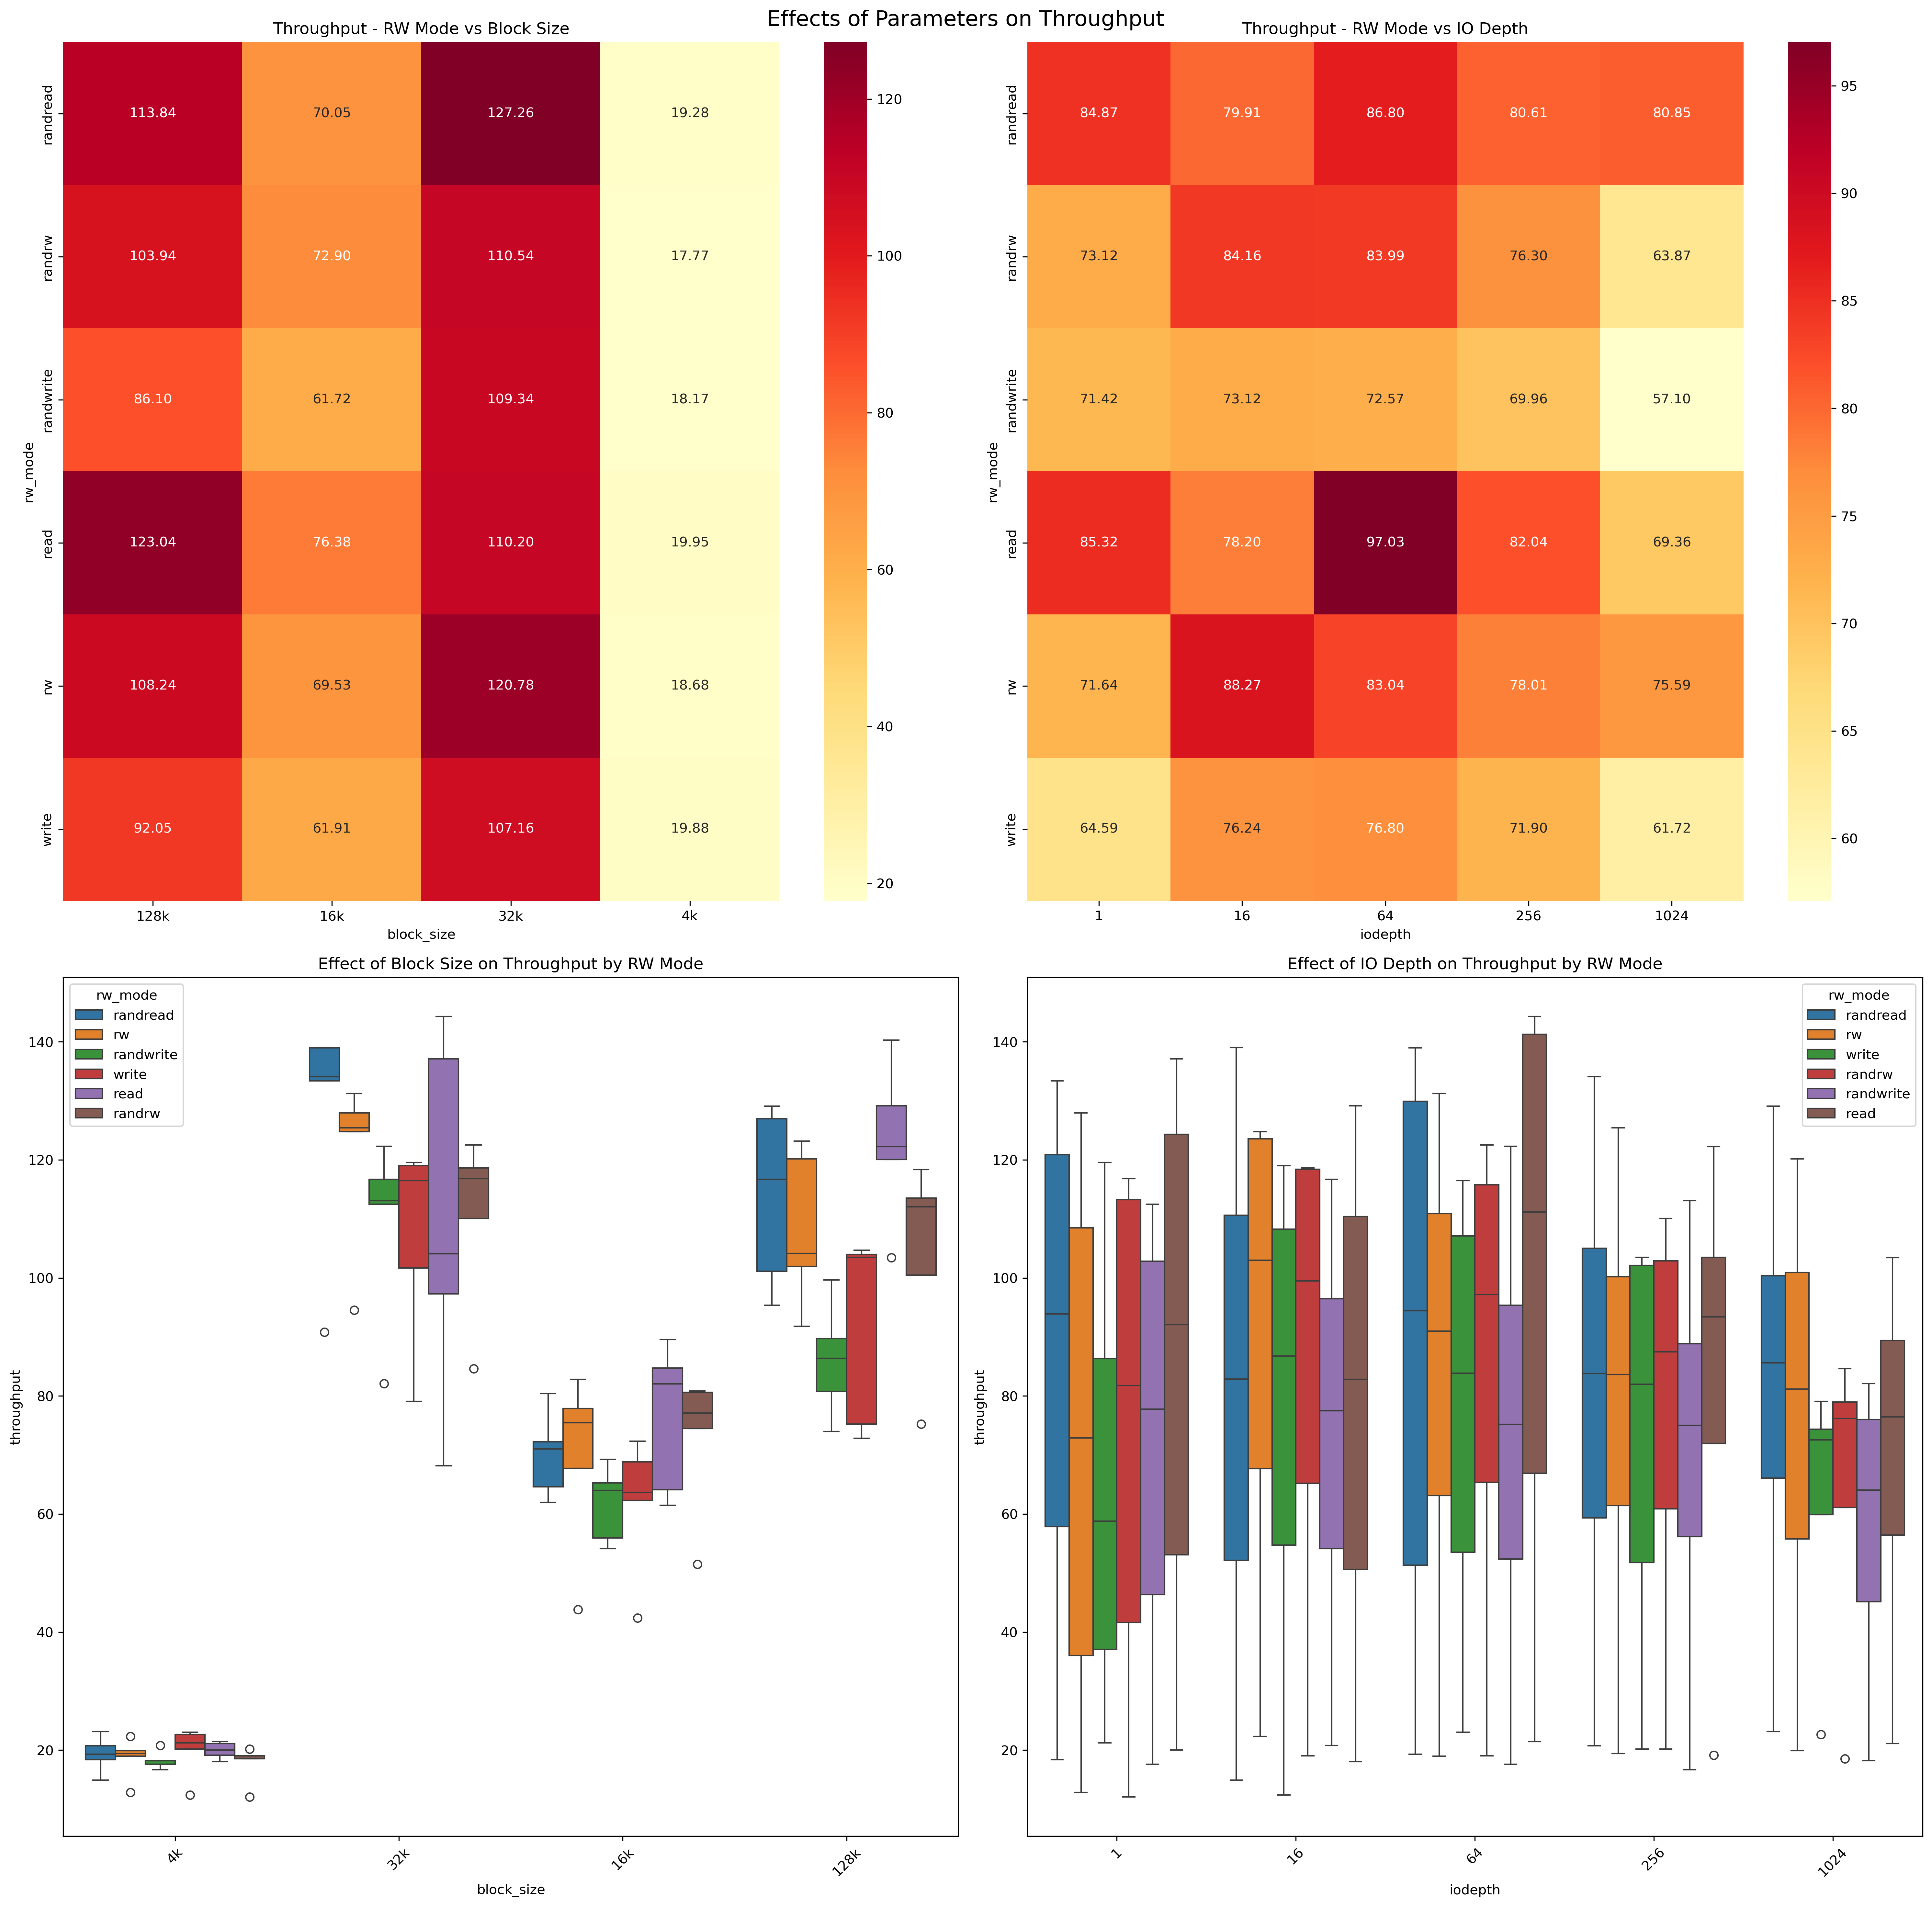 Effects of Parameters on Throughput
Throughput - RW Mode vs Block Size
rw_mode
randread
randrw
randwrite
read
rw
write
113.84 70.05 127.26 19.28
103.94 72.90 110.54 17.77
86.10 61.72 109.34 18.17
123.04 76.38 110.20 19.95
108.24 69.53 120.78 18.68
92.05 61.91 107.16 19.88
128k 16k 32k 4k
block_size
120
100
80
60
40
20
Throughput - RW Mode vs IO Depth
rw_mode
randread
randrw
randwrite
read
rw
write
84.87 79.91 86.80 80.61 80.85
73.12 84.16 83.99 76.30 63.87
71.42 73.12 72.57 69.96 57.10
85.32 78.20 97.03 82.04 69.36
71.64 88.27 83.04 78.01 75.59
64.59 76.24 76.80 71.90 61.72
1 16 64 256 1024
iodepth
95
90
85
80
75
70
65
60
Effect of Block Size on Throughput by RW Mode
rw_mode
randread
rw
randwrite
write
read
randrw
throughput
140
120
100
80
60
40
20
4k 32k 16k 128k
block_size
Effect of IO Depth on Throughput by RW Mode
rw_mode
randread
rw
write
randrw
randwrite
read
throughput
140
120
100
80
60
40
20
1 16 64 256 1024
iodepth